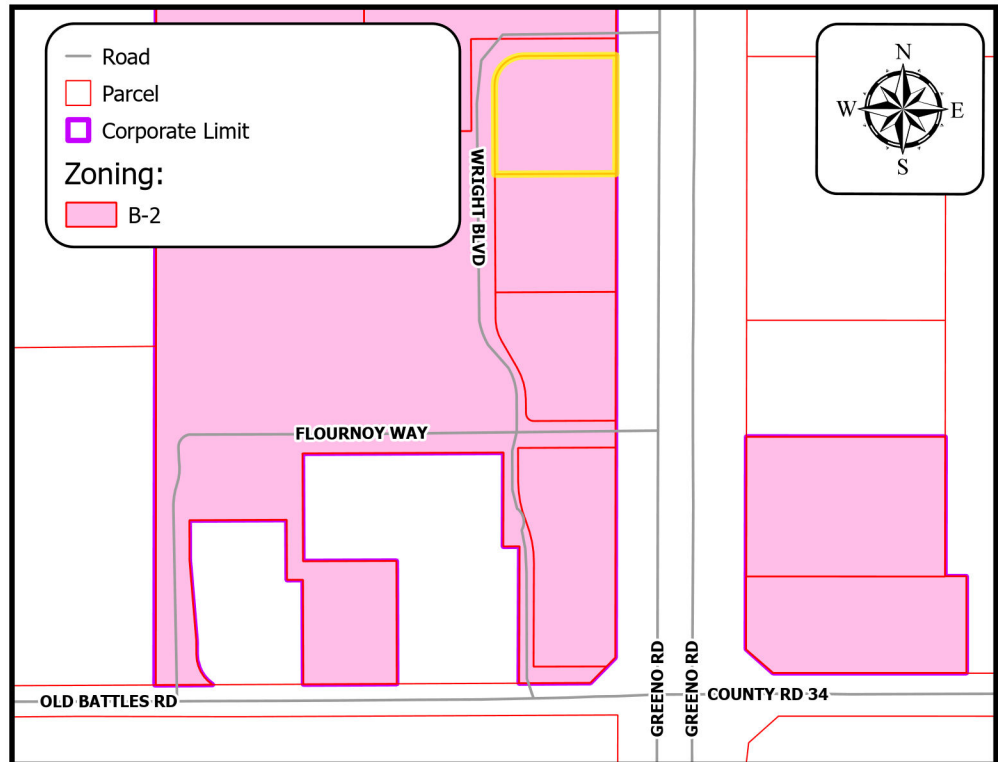 Road
Parcel
Corporate Limit
Zoning:
B-2
N
W
E
S
WRIGHT BLVD
FLOURNOY WAY
GREENO RD
GREENO RD
OLD BATTLES RD
COUNTY RD 34